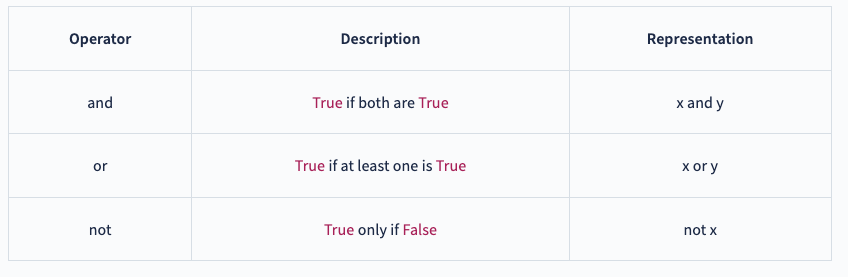 Operator Description Representation
and True if both are True x and y
or True if at least one is True x or y
not True only if False not x